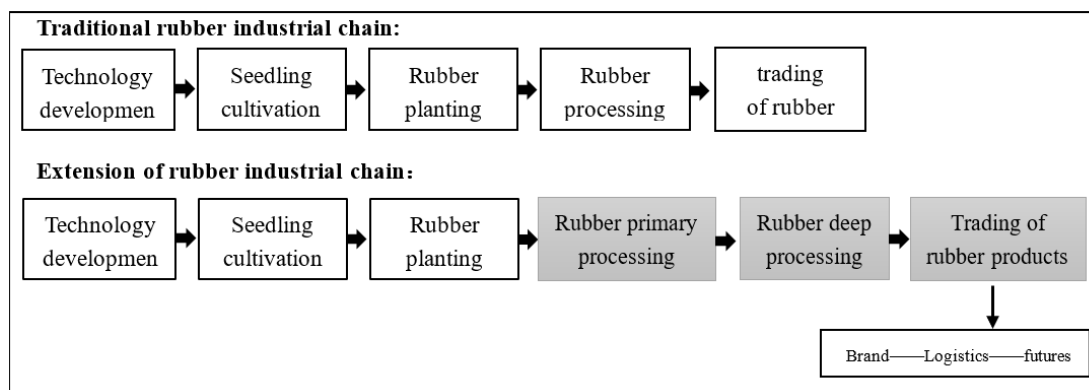 Traditional rubber industrial chain:
Technology
developmen
Seedling
cultivation
Rubber
planting
Rubber
processing
trading
of rubber
Extension of rubber industrial chain：
Technology
developmen
Seedling
cultivation
Rubber
planting
Rubber primary
processing
Rubber deep
processing
Trading of
rubber products
Brand——Logistics——futures